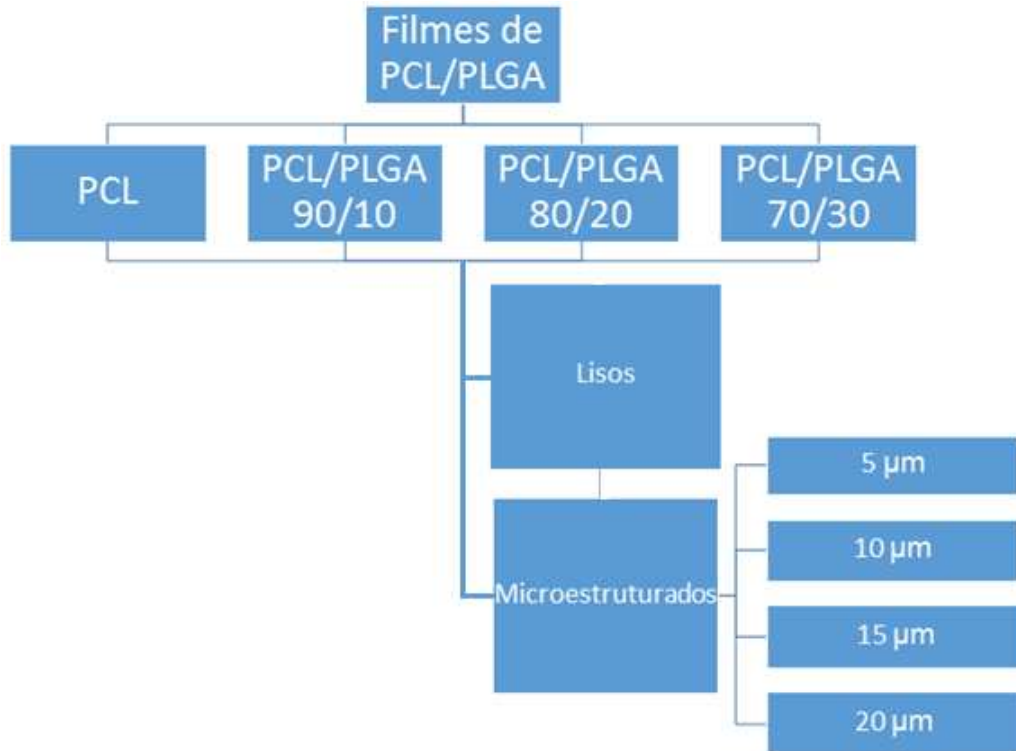 Filmes de
PCL/PLGA
PCL
PCL/PLGA
90/10
PCL/PLGA
80/20
PCL/PLGA
70/30
Lisos
Microestruturados
5 µm
10 µm
15 µm
20 µm